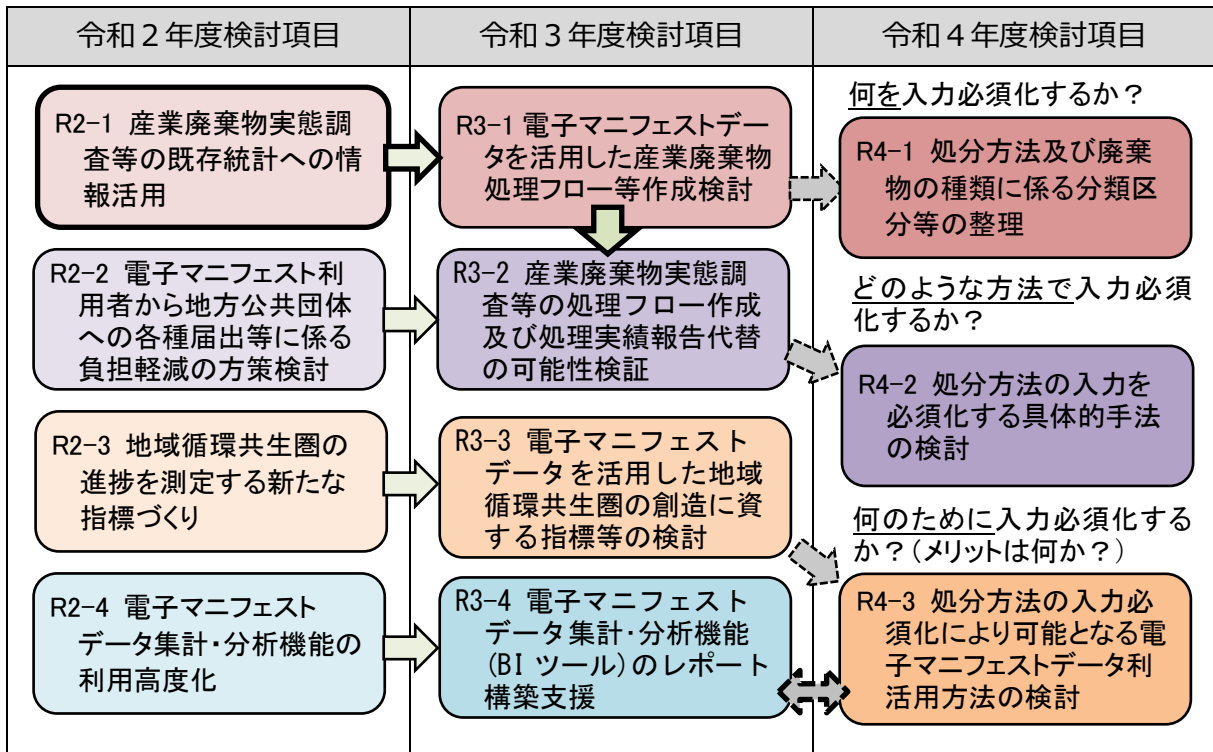 令和２年度検討項目
令和３年度検討項目
令和４年度検討項目
R2-1 産業廃棄物実態調
査等の既存統計への情
報活用
R2-2 電子マニフェスト利
用者から地方公共団体
への各種届出等に係る
負担軽減の方策検討
R2-3 地域循環共生圏の
進捗を測定する新たな
指標づくり
R2-4 電子マニフェスト
データ集計・分析機能の
利用高度化
R3-1 電子マニフェストデー
タを活用した産業廃棄物
処理フロー等作成検討
R3-2 産業廃棄物実態調
査等の処理フロー作成
及び処理実績報告代替
の可能性検証
R3-3 電子マニフェスト
データを活用した地域
循環共生圏の創造に資
する指標等の検討
R3-4 電子マニフェスト
データ集計・分析機能
(BI ツール)のレポート
構築支援
何を入力必須化するか？
R4-1 処分方法及び廃棄
物の種類に係る分類区
分等の整理
どのような方法で入力必須
化するか？
R4-2 処分方法の入力を
必須化する具体的手法
の検討
何のために入力必須化する
か？（メリットは何か？）
R4-3 処分方法の入力必
須化により可能となる電
子マニフェストデータ利
活用方法の検討